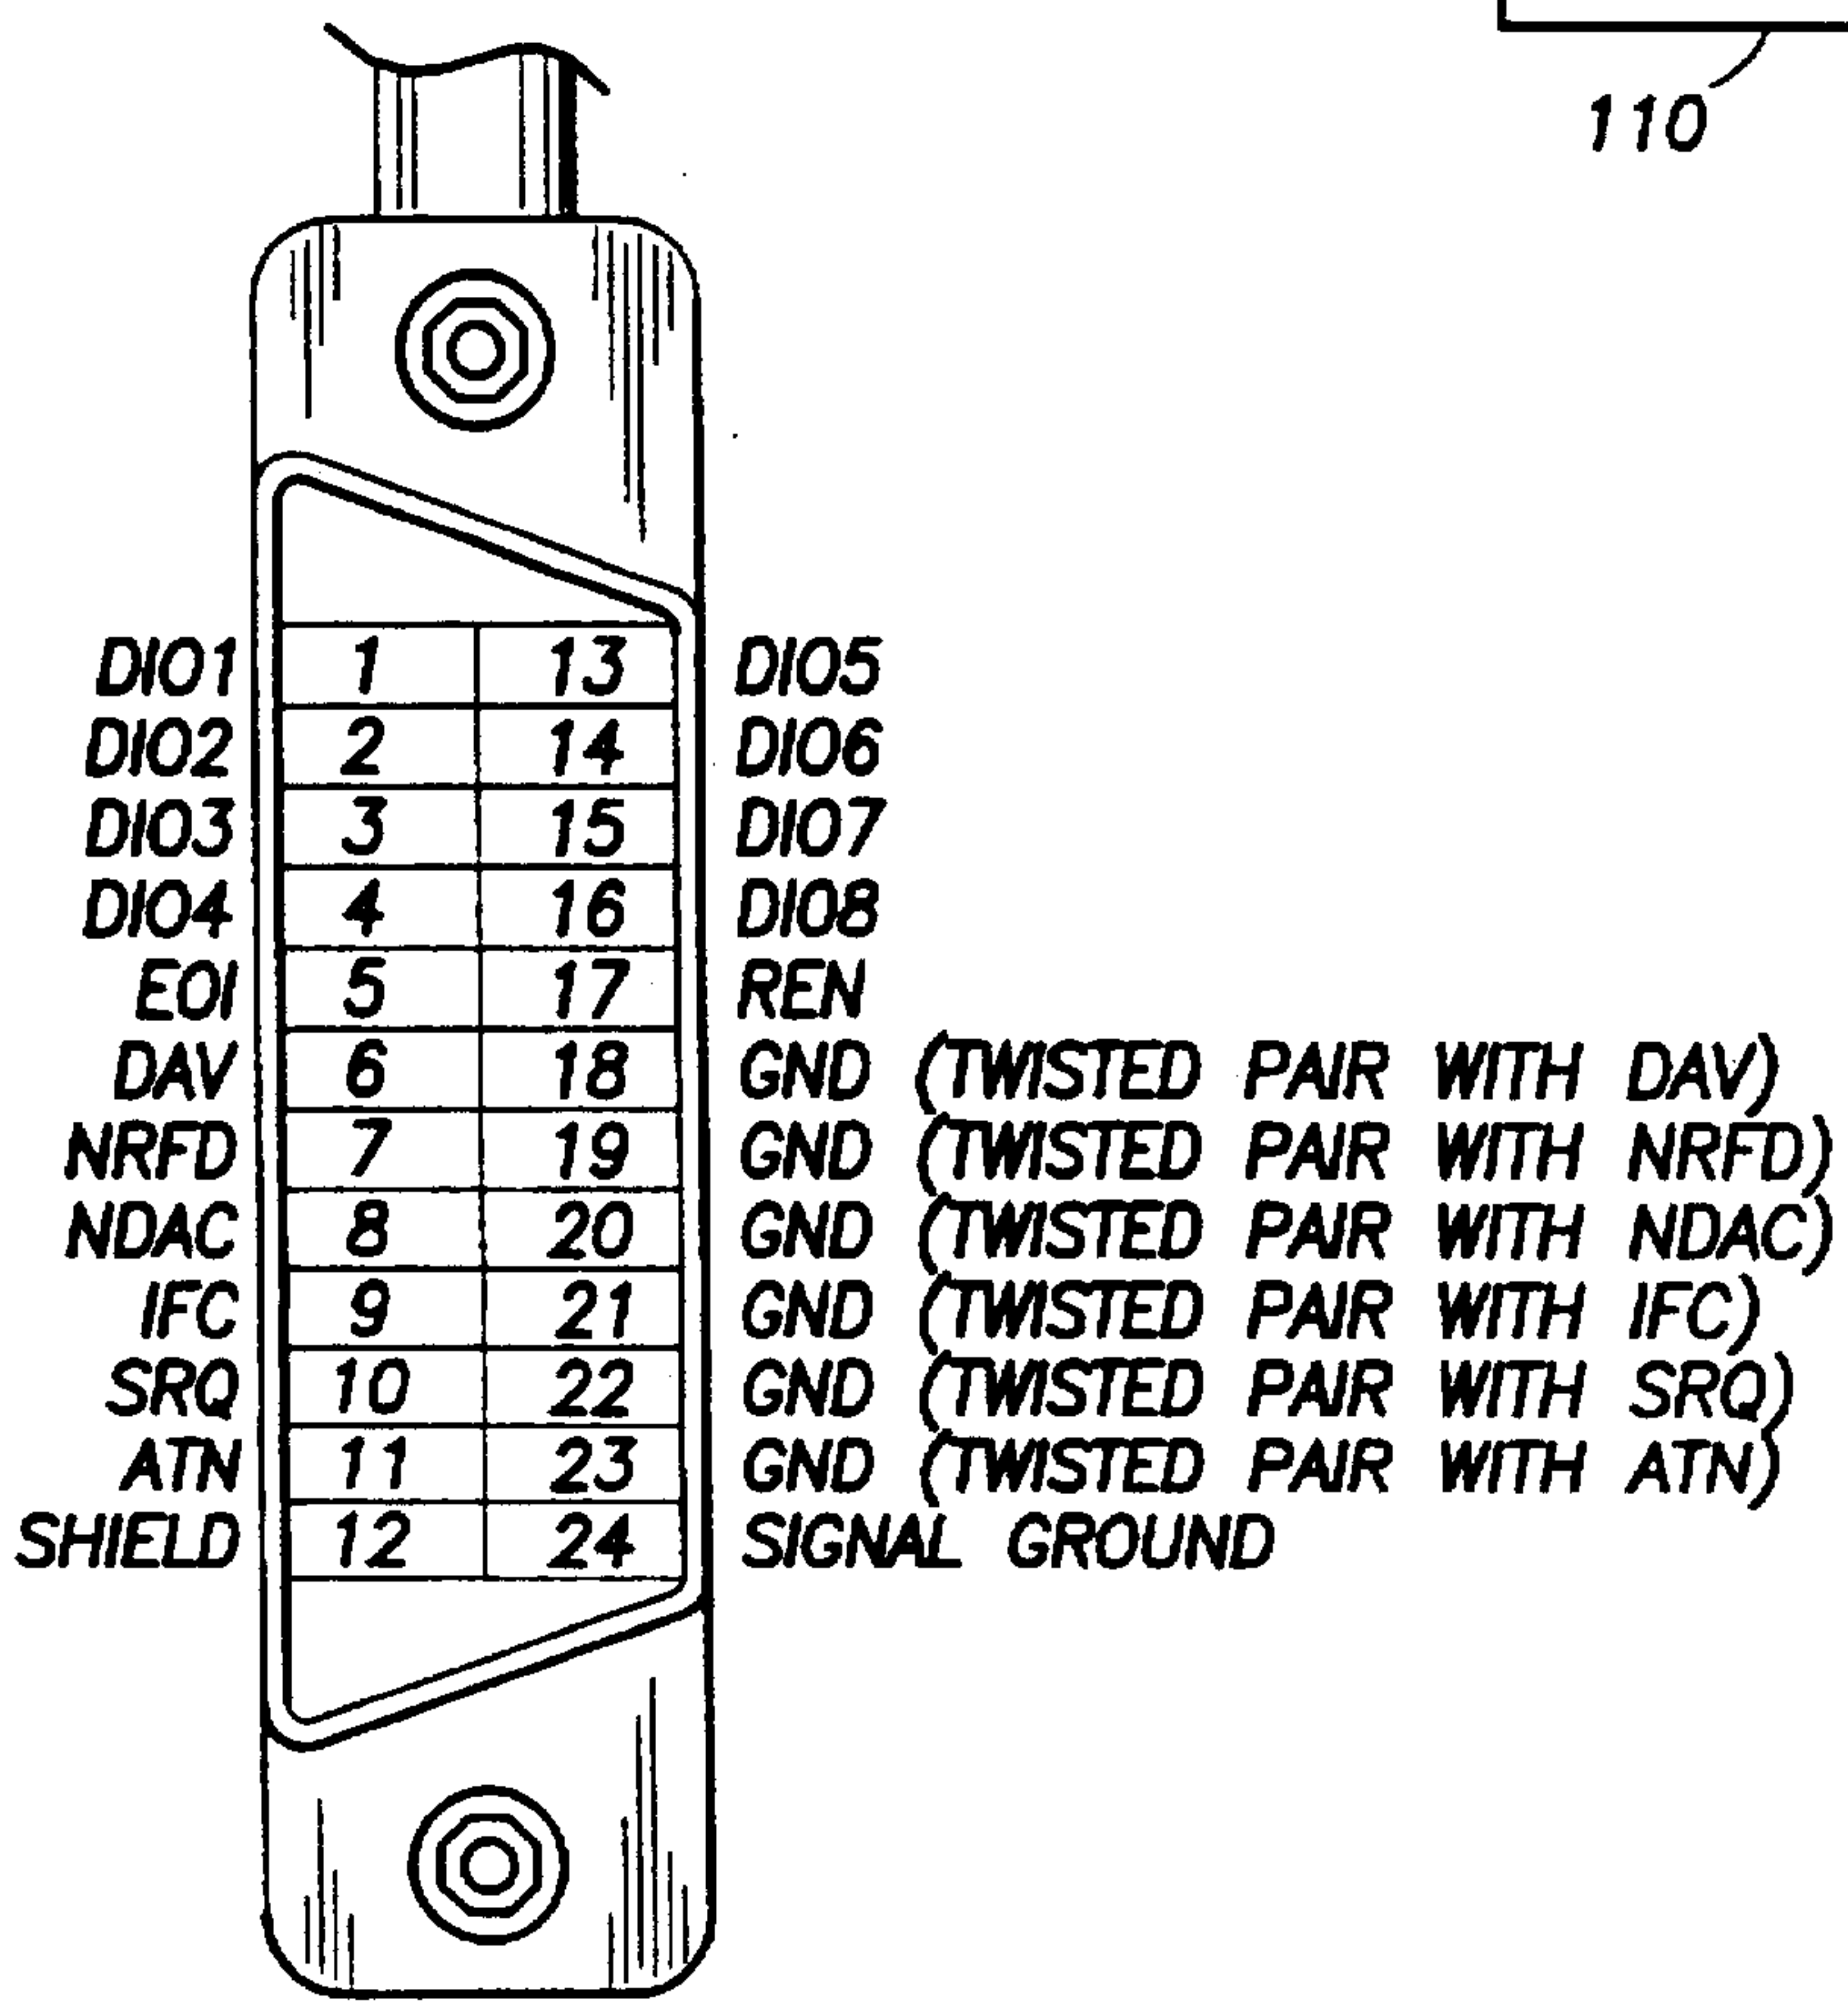 110
DIO1 1 13 DIO5
DIO2 2 14 DIO6
DIO3 3 15 DIO7
DIO4 4 16 DIO8
EOI 5 17 REN
DAV 6 18 GND (TWISTED PAIR WITH DAV)
NRFD 7 19 GND (TWISTED PAIR WITH NRFD)
NDAC 8 20 GND (TWISTED PAIR WITH NDAC)
IFC 9 21 GND (TWISTED PAIR WITH IFC)
SRQ 10 22 GND (TWISTED PAIR WITH SRQ)
ATN 11 23 GND (TWISTED PAIR WITH ATN)
SHIELD 12 24 SIGNAL GROUND